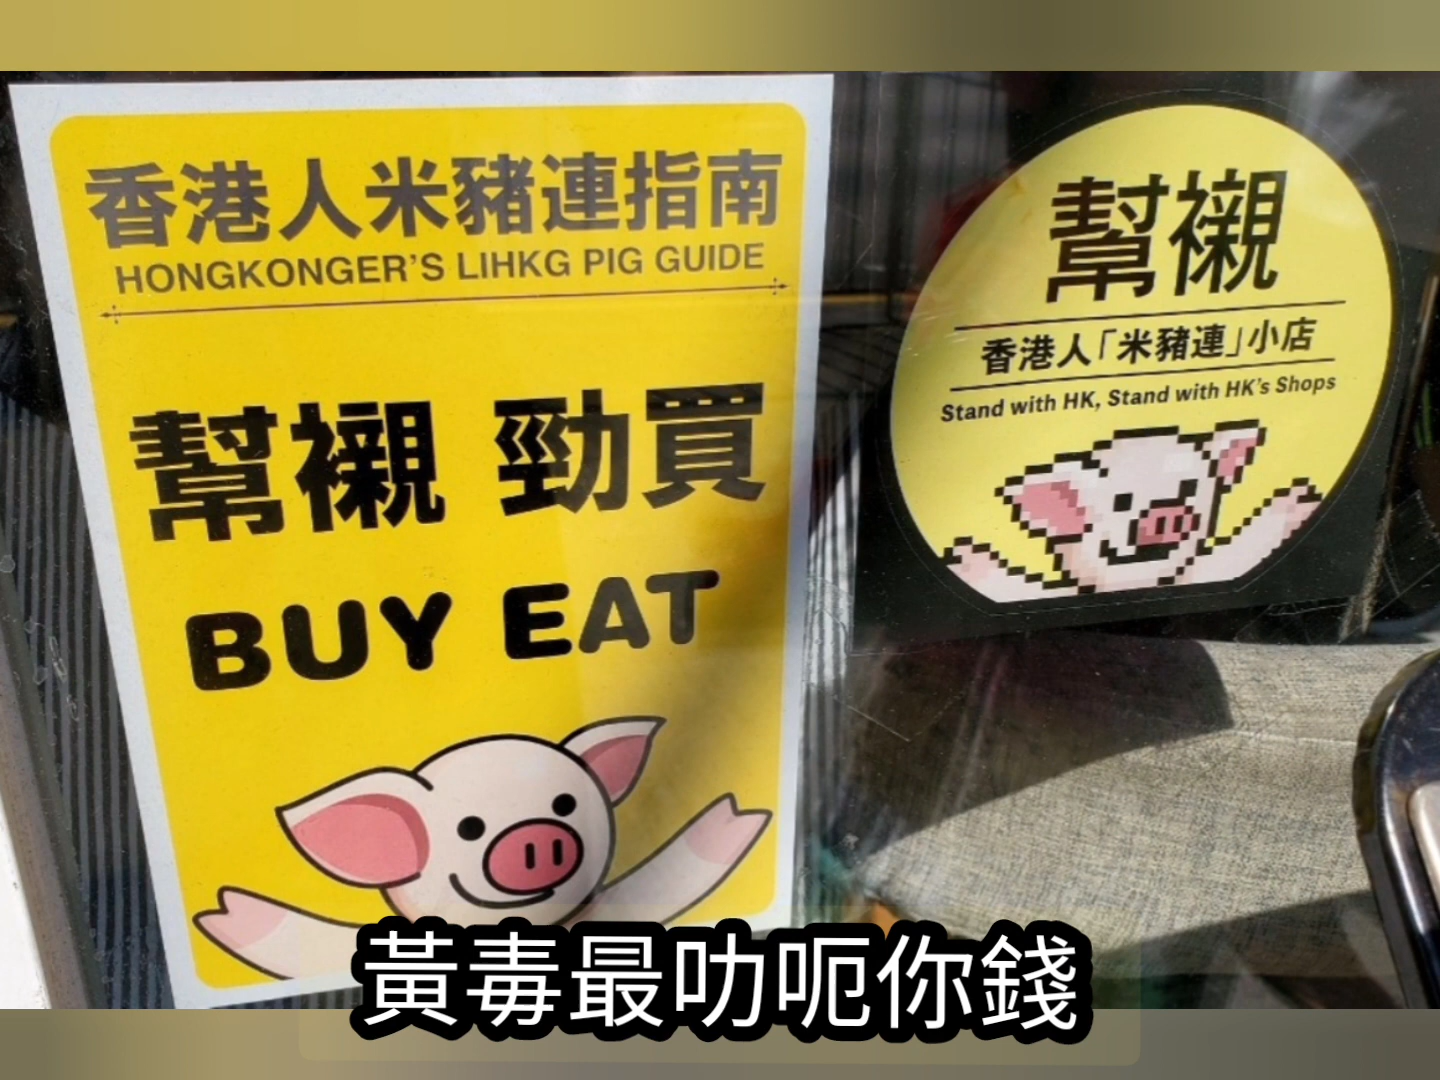 香港人米豬連指南
HONGKONGER'S LIHKG PIG GUIDE
幫襯 勁買
BUY EAT
幫襯
香港人「米豬連」小店
Stand with HK, Stand with HK's Shops
黃毒最叻呃你錢